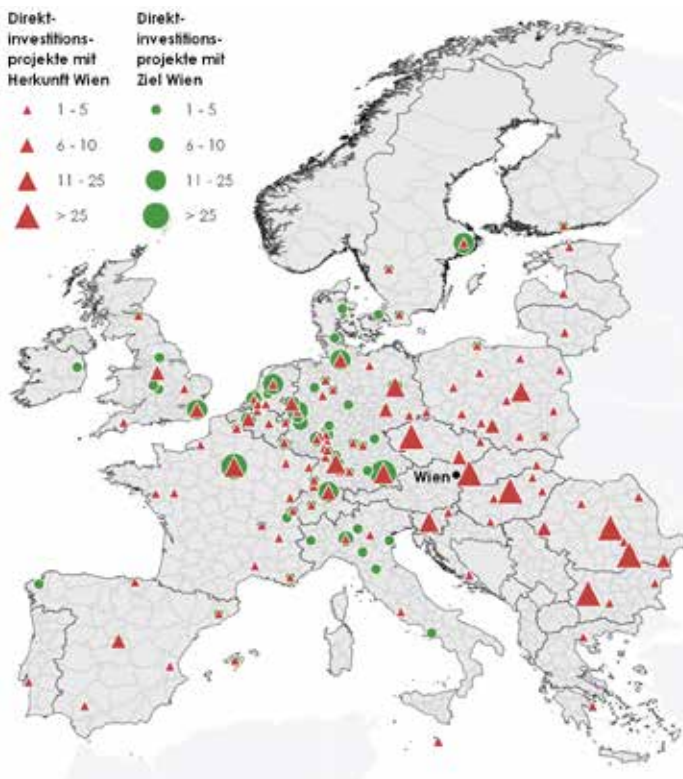 Direkt-
investitions-
projekte mit
Herkunft Wien
1 - 5
6 - 10
11 - 25
> 25
Direkt-
investitions-
projekte mit
Ziel Wien
1 - 5
6 - 10
11 - 25
> 25
Wien